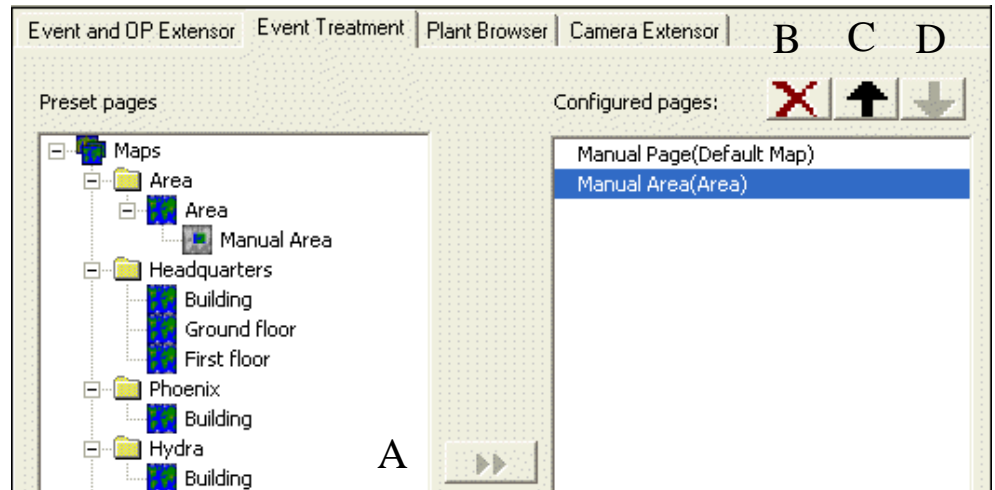 Event and OP Extensor Event Treatment Plant Browser Camera Extensor
B C D
Preset pages
Configured pages:
Maps
Area
Area
Manual Area
Headquarters
Building
Ground floor
First floor
Phoenix
Building
Hydra
Building
A
Manual Page(Default Map)
Manual Area(Area)